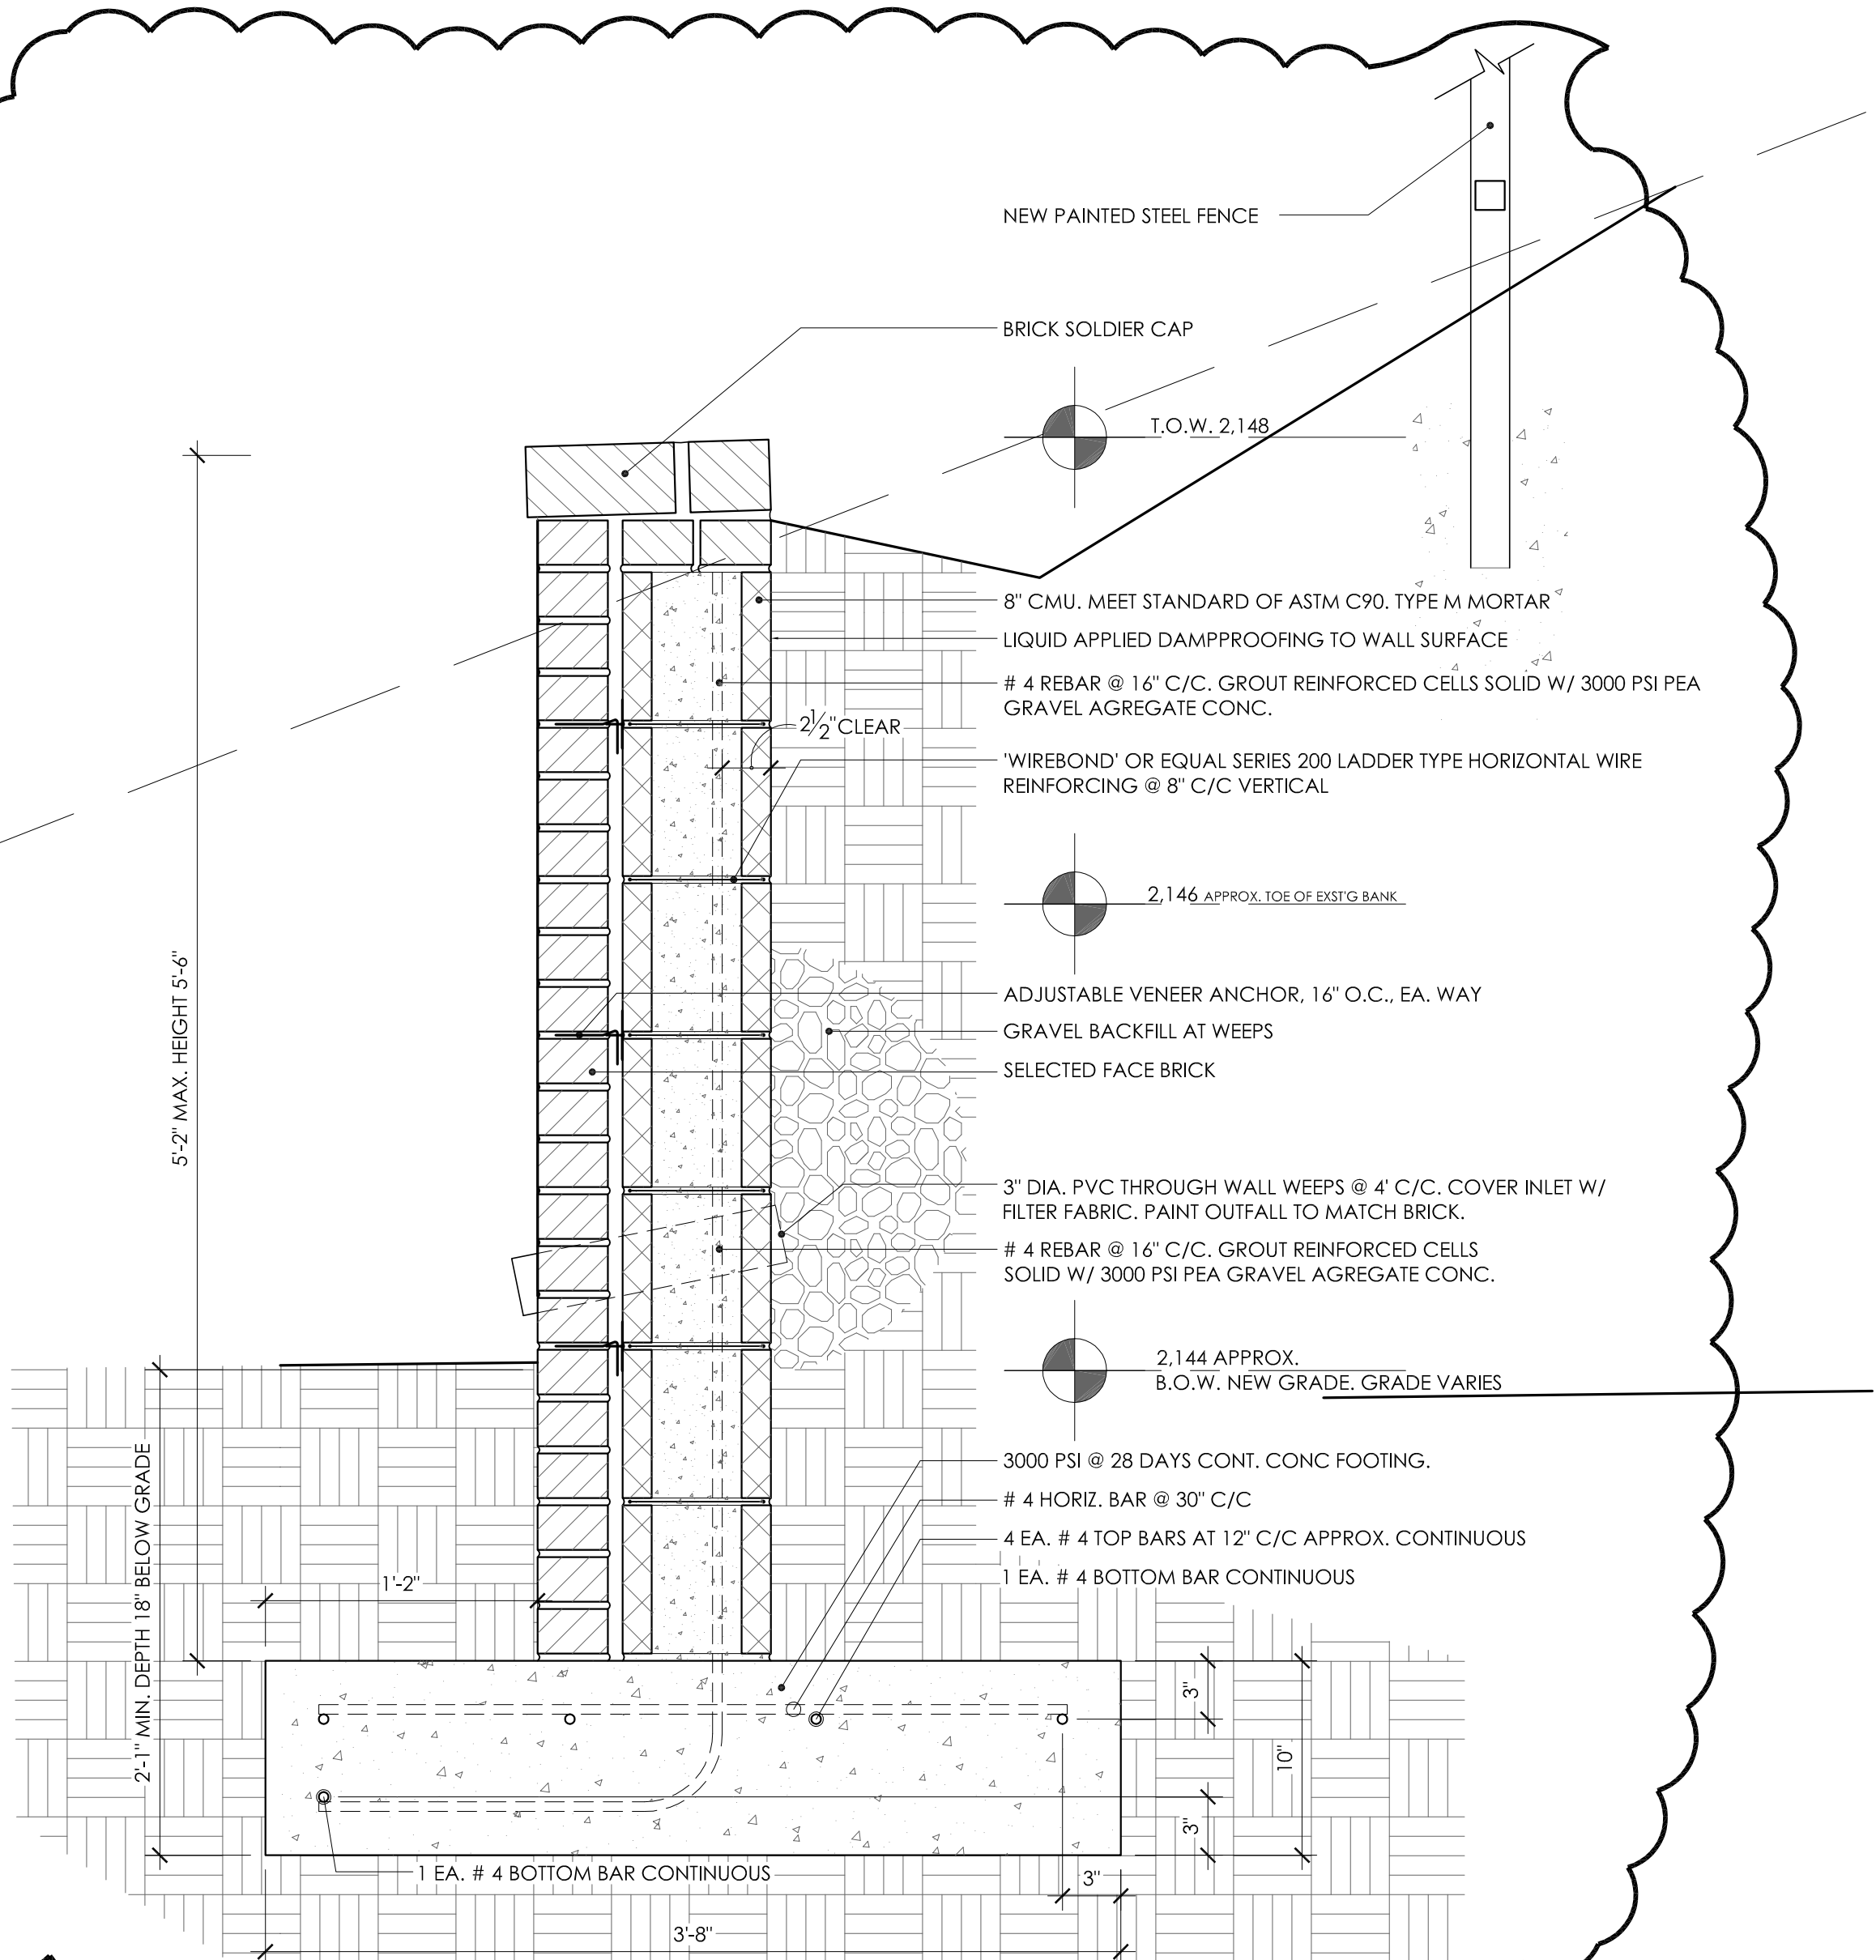 NEW PAINTED STEEL FENCE
BRICK SOLDIER CAP
T.O.W. 2,148
8" CMU. MEET STANDARD OF ASTM C90. TYPE M MORTAR
LIQUID APPLIED DAMPPROOFING TO WALL SURFACE
# 4 REBAR @ 16" C/C. GROUT REINFORCED CELLS SOLID W/ 3000 PSI PEA
GRAVEL AGREGATE CONC.
2½" CLEAR
'WIREBOND' OR EQUAL SERIES 200 LADDER TYPE HORIZONTAL WIRE
REINFORCING @ 8" C/C VERTICAL
2,146 APPROX. TOE OF EXST'G BANK
5'-2" MAX. HEIGHT 5'-6"
ADJUSTABLE VENEER ANCHOR, 16" O.C., EA. WAY
GRAVEL BACKFILL AT WEEPS
SELECTED FACE BRICK
3" DIA. PVC THROUGH WALL WEEPS @ 4' C/C. COVER INLET W/
FILTER FABRIC. PAINT OUTFALL TO MATCH BRICK.
# 4 REBAR @ 16" C/C. GROUT REINFORCED CELLS
SOLID W/ 3000 PSI PEA GRAVEL AGREGATE CONC.
2,144 APPROX.
B.O.W. NEW GRADE. GRADE VARIES
2'-1" MIN. DEPTH 18" BELOW GRADE
3000 PSI @ 28 DAYS CONT. CONC FOOTING.
# 4 HORIZ. BAR @ 30" C/C
4 EA. # 4 TOP BARS AT 12" C/C APPROX. CONTINUOUS
1 EA. # 4 BOTTOM BAR CONTINUOUS
1'-2"
3"
10"
3"
1 EA. # 4 BOTTOM BAR CONTINUOUS
3"
3'-8"